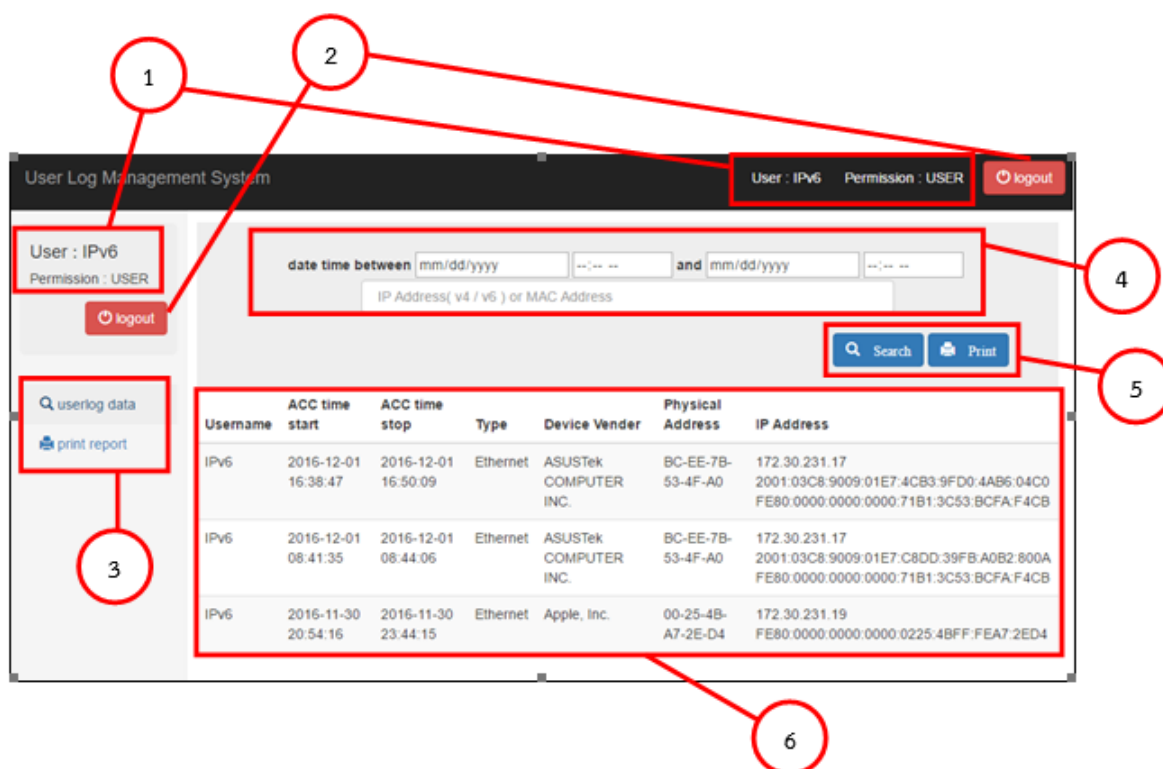 1
2
User Log Management System
User : IPv6 Permission : USER logout
User : IPv6
Permission : USER
logout
date time between mm/dd/yyyy --:-- -- and mm/dd/yyyy --:-- --
IP Address( v4 / v6 ) or MAC Address
4
Search Print
5
userlog data
print report
3
Username ACC time start ACC time stop Type Device Vender Physical Address IP Address
IPv6 2016-12-01 16:38:47 2016-12-01 16:50:09 Ethernet ASUSTek COMPUTER INC. BC-EE-7B-53-4F-A0 172.30.231.17
2001:03C8:9009:01E7:4CB3:9FD0:4AB6:04C0
FE80:0000:0000:0000:71B1:3C53:BCFA:F4CB
IPv6 2016-12-01 08:41:35 2016-12-01 08:44:06 Ethernet ASUSTek COMPUTER INC. BC-EE-7B-53-4F-A0 172.30.231.17
2001:03C8:9009:01E7:C8DD:39FB:A0B2:800A
FE80:0000:0000:0000:71B1:3C53:BCFA:F4CB
IPv6 2016-11-30 20:54:16 2016-11-30 23:44:15 Ethernet Apple, Inc. 00-25-4B-A7-2E-D4 172.30.231.19
FE80:0000:0000:0000:0225:4BFF:FEA7:2ED4
6